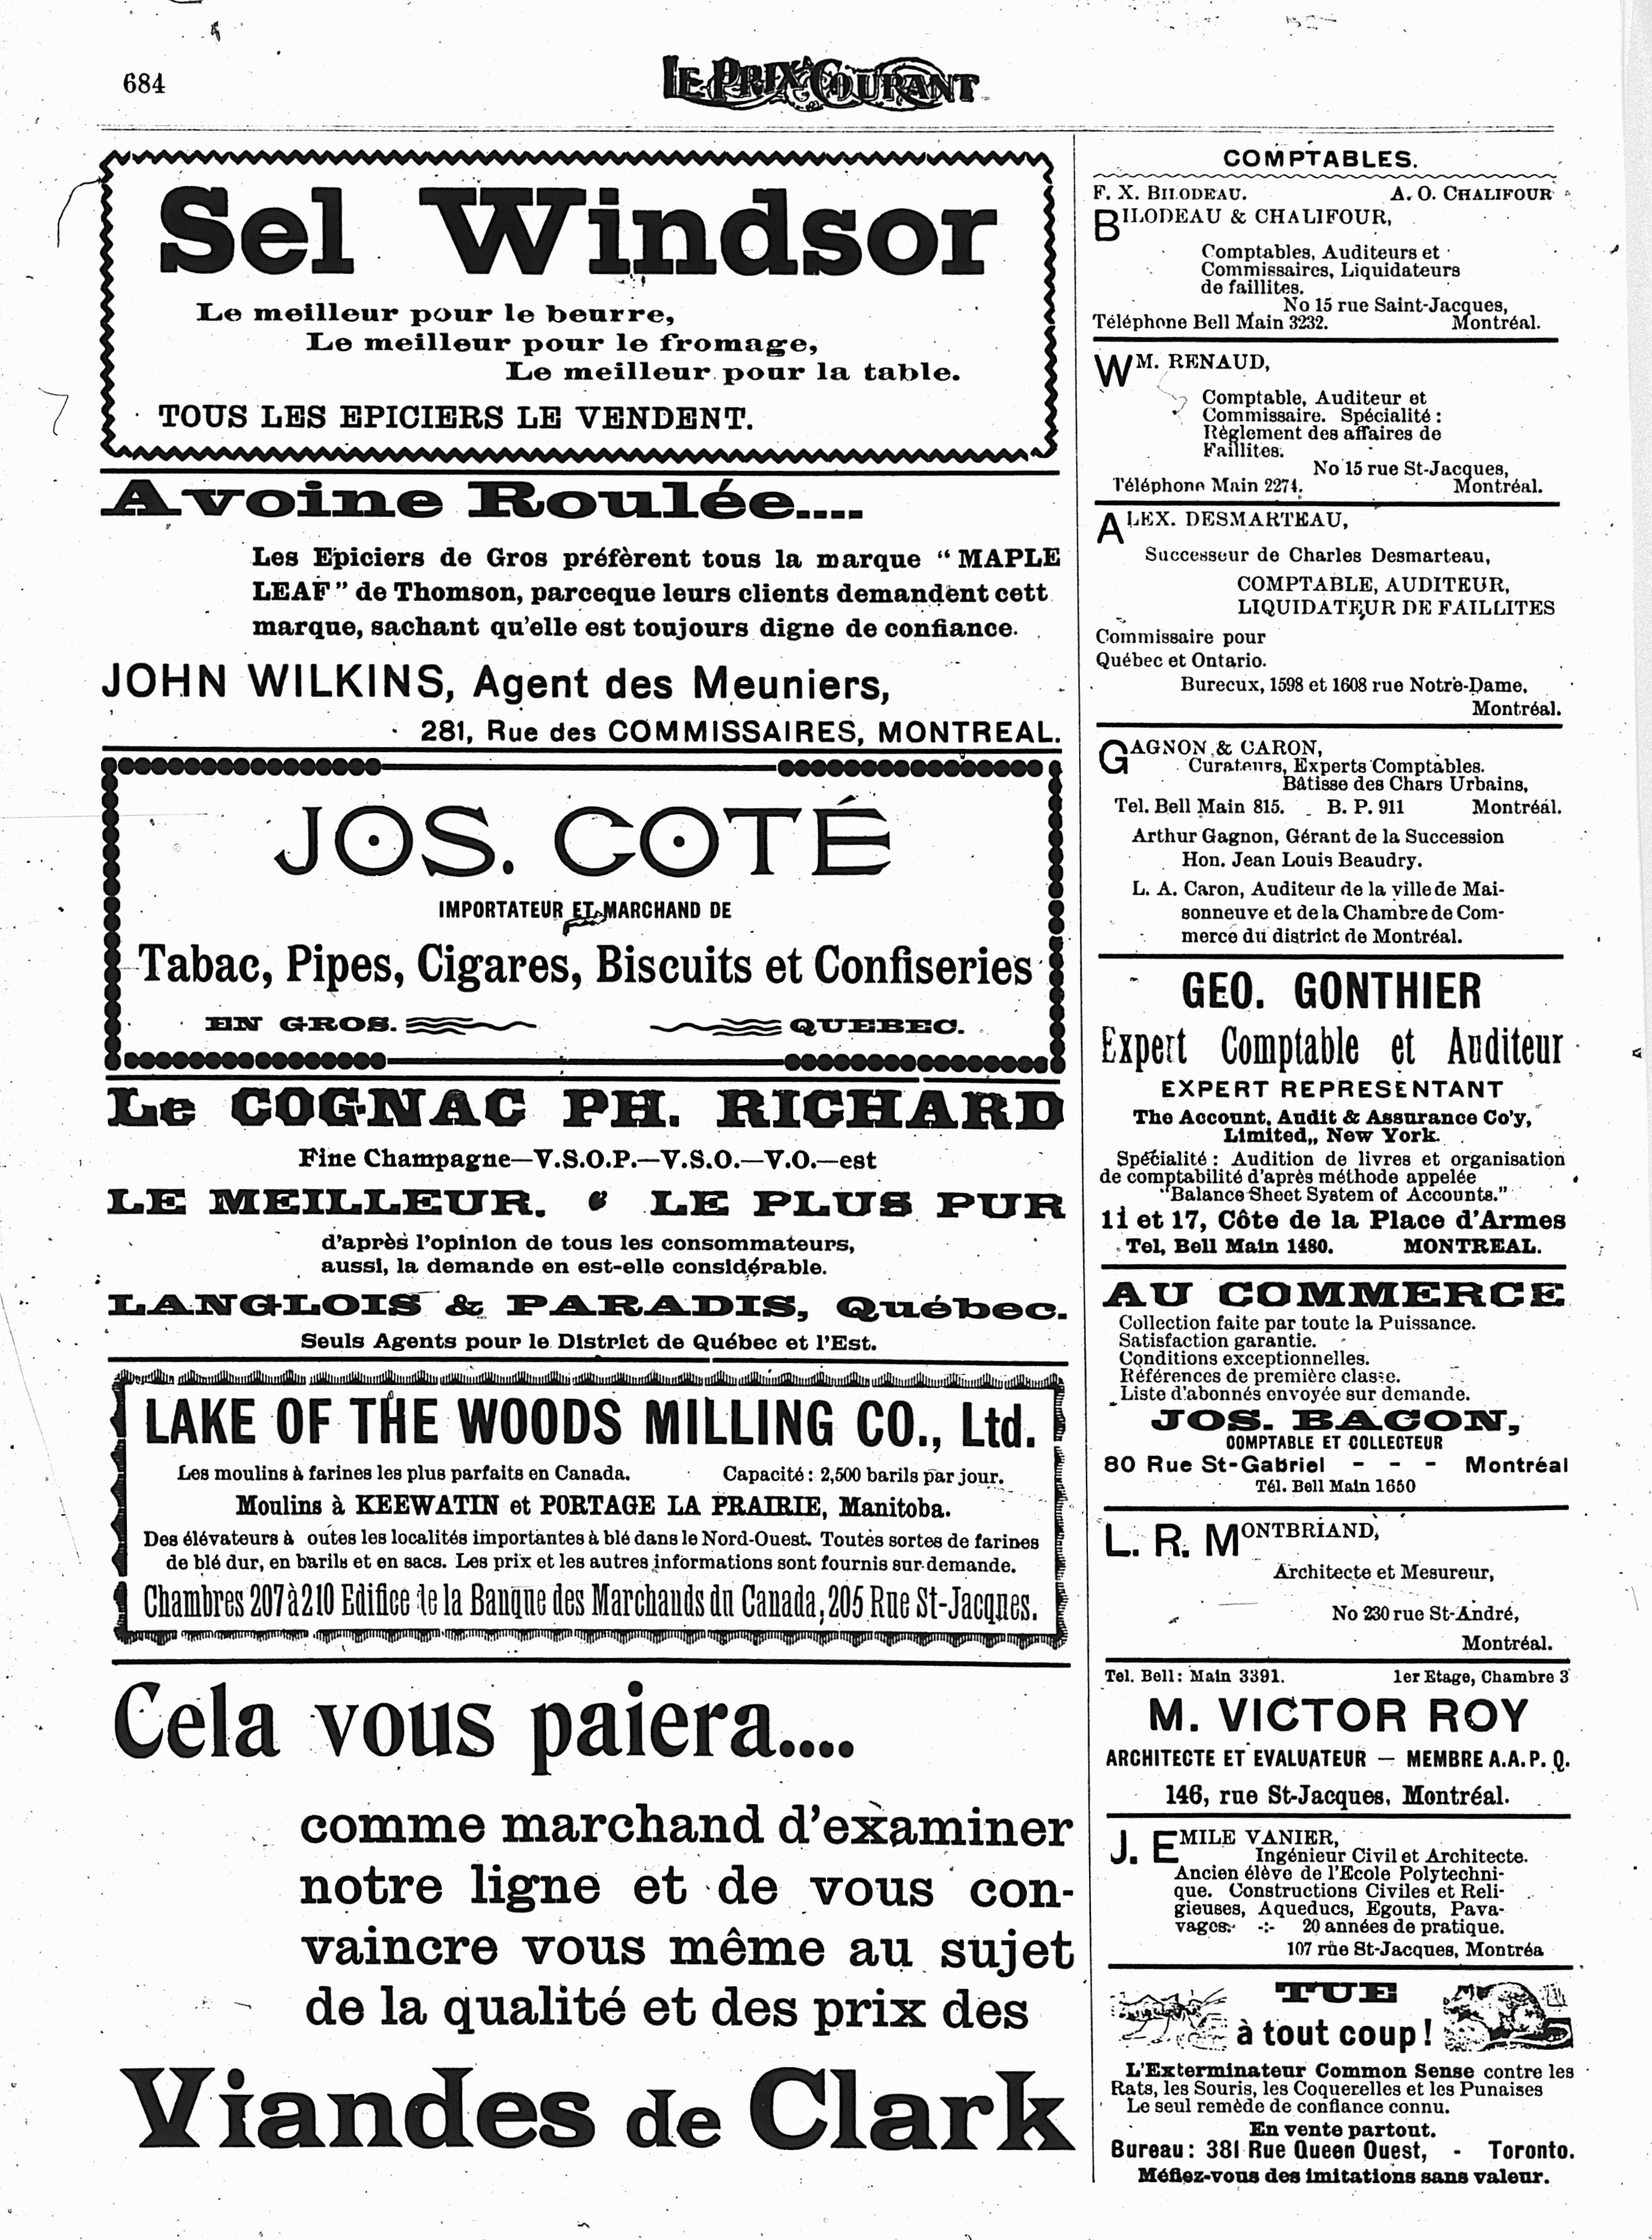 684
LE PRIX COURANT
Sel Windsor
Le meilleur pour le beurre,
Le meilleur pour le fromage,
Le meilleur pour la table.
TOUS LES EPICIERS LE VENDENT.
Avoine Roulée....
Les Epiciers de Gros préfèrent tous la marque "MAPLE
LEAF" de Thomson, parceque leurs clients demandent cett
marque, sachant qu'elle est toujours digne de confiance.
JOHN WILKINS, Agent des Meuniers,
281, Rue des COMMISSAIRES, MONTREAL.
JOS. COTÉ
IMPORTATEUR ET MARCHAND DE
Tabac, Pipes, Cigares, Biscuits et Confiseries
EN GROS. QUEBEC.
Le COGNAC PH. RICHARD
Fine Champagne—V.S.O.P.—V.S.O.—V.O.—est
LE MEILLEUR. LE PLUS PUR
d'après l'opinion de tous les consommateurs,
aussi, la demande en est-elle considérable.
LANGLOIS & PARADIS, Québec.
Seuls Agents pour le District de Québec et l'Est.
LAKE OF THE WOODS MILLING CO., Ltd.
Les moulins à farines les plus parfaits en Canada. Capacité: 2,500 barils par jour.
Moulins à KEEWATIN et PORTAGE LA PRAIRIE, Manitoba.
Des élévateurs à outes les localités importantes à blé dans le Nord-Ouest. Toutes sortes de farines
de blé dur, en barils et en sacs. Les prix et les autres informations sont fournis sur demande.
Chambres 207 à 210 Edifice de la Banque des Marchands du Canada, 205 Rue St-Jacques.
Cela vous paiera....
comme marchand d'examiner
notre ligne et de vous con-
vaincre vous même au sujet
de la qualité et des prix des
Viandes de Clark
COMPTABLES.
F. X. BILODEAU. A. O. CHALIFOUR
BILODEAU & CHALIFOUR,
Comptables, Auditeurs et
Commissaires, Liquidateurs
de faillites.
No 15 rue Saint-Jacques,
Téléphone Bell Main 3232. Montréal.
WM. RENAUD,
Comptable, Auditeur et
Commissaire. Spécialité:
Règlement des affaires de
Faillites.
No 15 rue St-Jacques,
Téléphone Main 2274. Montréal.
ALEX. DESMARTEAU,
Successeur de Charles Desmarteau,
COMPTABLE, AUDITEUR,
LIQUIDATEUR DE FAILLITES
Commissaire pour
Québec et Ontario.
Burecux, 1598 et 1608 rue Notre-Dame,
Montréal.
GAGNON & CARON,
Curateurs, Experts Comptables.
Bâtisse des Chars Urbains,
Tel. Bell Main 815. B. P. 911 Montréal.
Arthur Gagnon, Gérant de la Succession
Hon. Jean Louis Beaudry.
L. A. Caron, Auditeur de la ville de Mai-
sonneuve et de la Chambre de Com-
merce du district de Montréal.
GEO. GONTHIER
Expert Comptable et Auditeur
EXPERT REPRESENTANT
The Account, Audit & Assurance Co'y,
Limited,, New York.
Spécialité: Audition de livres et organisation
de comptabilité d'après méthode appelée
"Balance Sheet System of Accounts."
11 et 17, Côte de la Place d'Armes
Tel, Bell Main 1480. MONTREAL.
AU COMMERCE
Collection faite par toute la Puissance.
Satisfaction garantie.
Conditions exceptionnelles.
Références de première classe.
Liste d'abonnés envoyée sur demande.
JOS. BACON,
COMPTABLE ET COLLECTEUR
80 Rue St-Gabriel - - - Montréal
Tél. Bell Main 1650
L. R. MONTBRIAND,
Architecte et Mesureur,
No 230 rue St-André,
Montréal.
Tel. Bell: Main 3391. 1er Etage, Chambre 3
M. VICTOR ROY
ARCHITECTE ET EVALUATEUR — MEMBRE A.A.P.Q.
146, rue St-Jacques, Montréal.
J. EMILE VANIER,
Ingénieur Civil et Architecte.
Ancien élève de l'Ecole Polytechni-
que. Constructions Civiles et Reli-
gieuses, Aqueducs, Egouts, Pava-
vages. -:- 20 années de pratique.
107 rue St-Jacques, Montréa
TUE
à tout coup!
L'Exterminateur Common Sense contre les
Rats, les Souris, les Coquerelles et les Punaises
Le seul remède de confiance connu.
En vente partout.
Bureau: 381 Rue Queen Ouest, - Toronto.
Méfiez-vous des imitations sans valeur.